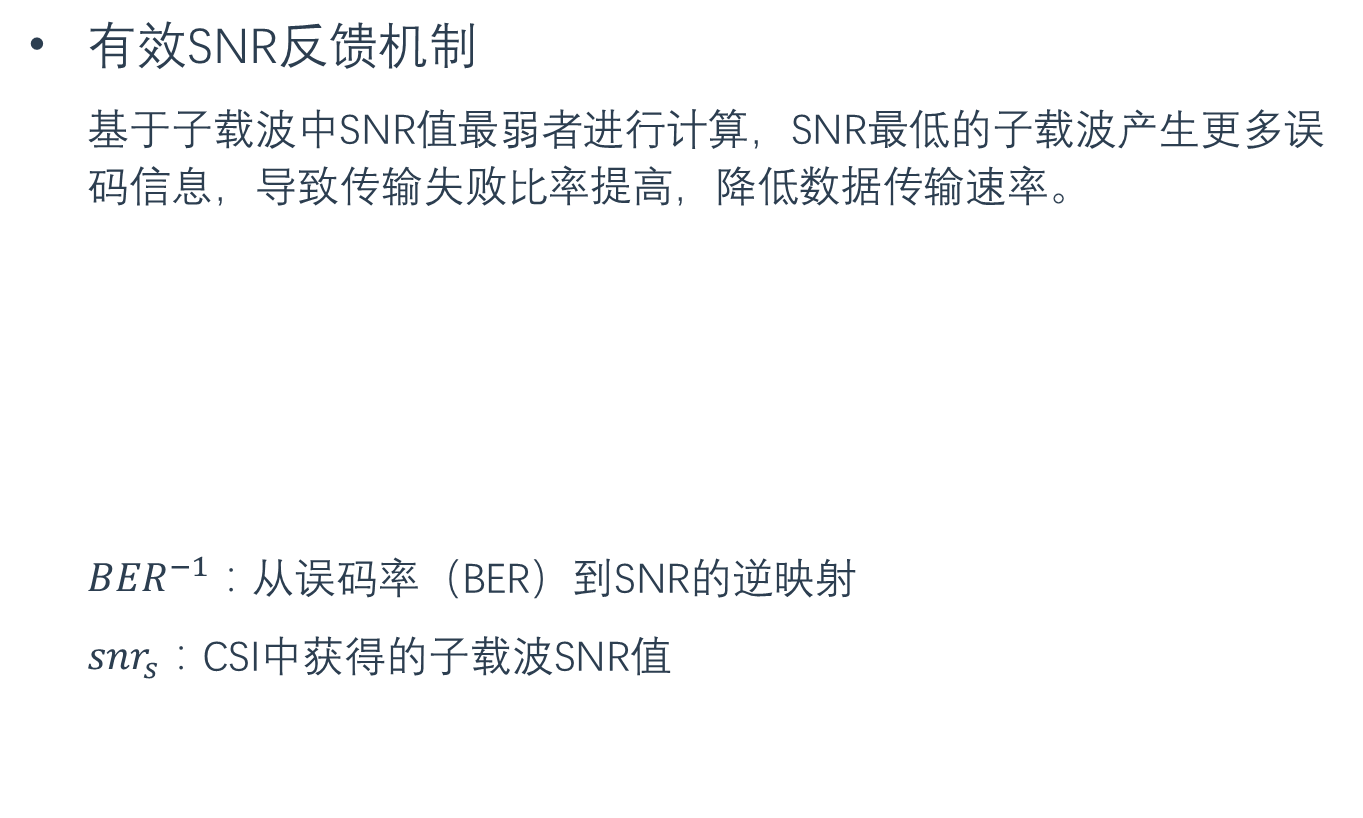 • 有效SNR反馈机制
基于子载波中SNR值最弱者进行计算，SNR最低的子载波产生更多误
码信息，导致传输失败比率提高，降低数据传输速率。
BER⁻¹：从误码率（BER）到SNR的逆映射
snrₛ：CSI中获得的子载波SNR值